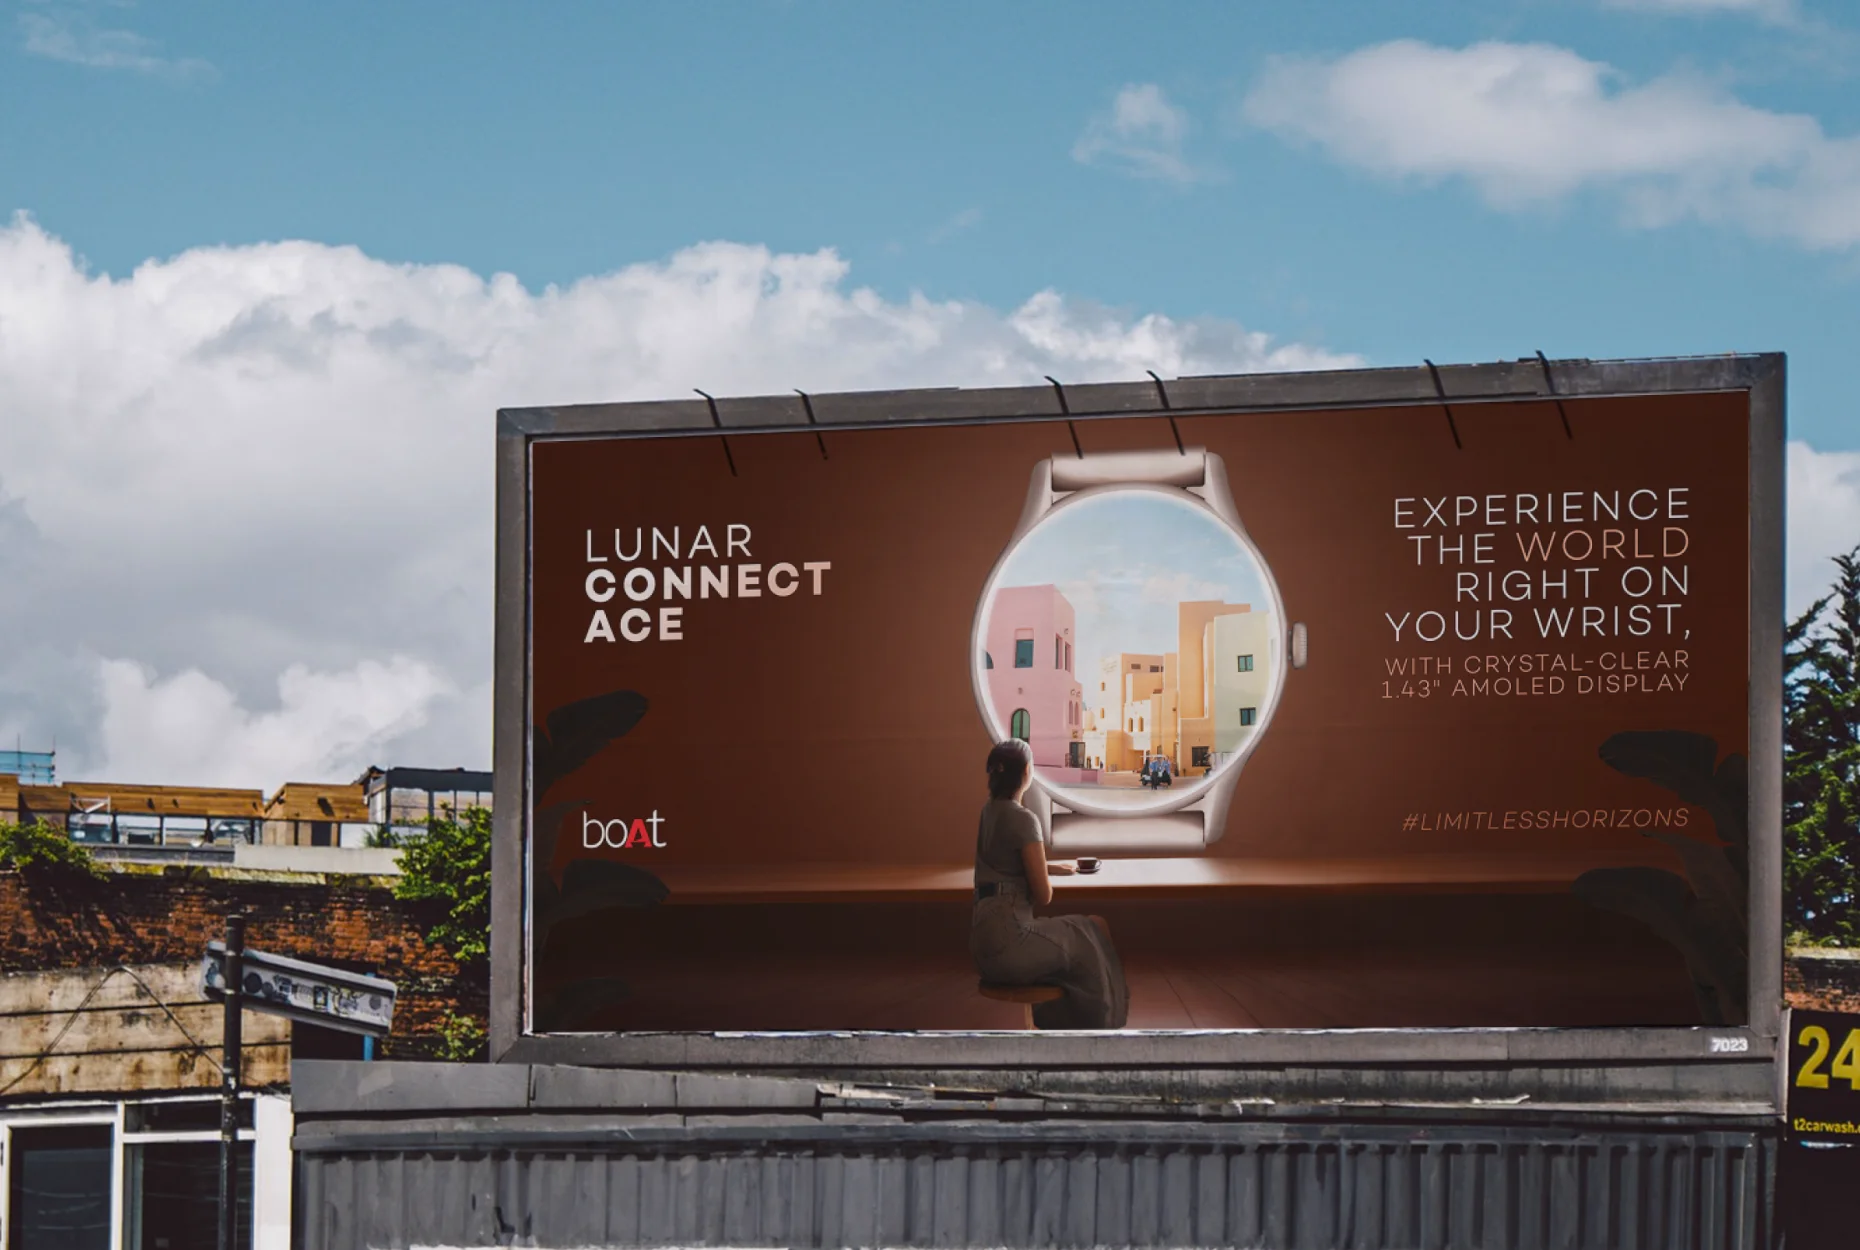 LUNAR
CONNECT
ACE
boAt
EXPERIENCE
THE WORLD
RIGHT ON
YOUR WRIST,
WITH CRYSTAL-CLEAR
1.43" AMOLED DISPLAY
#LIMITLESSHORIZONS
7023
24
t2carwash.